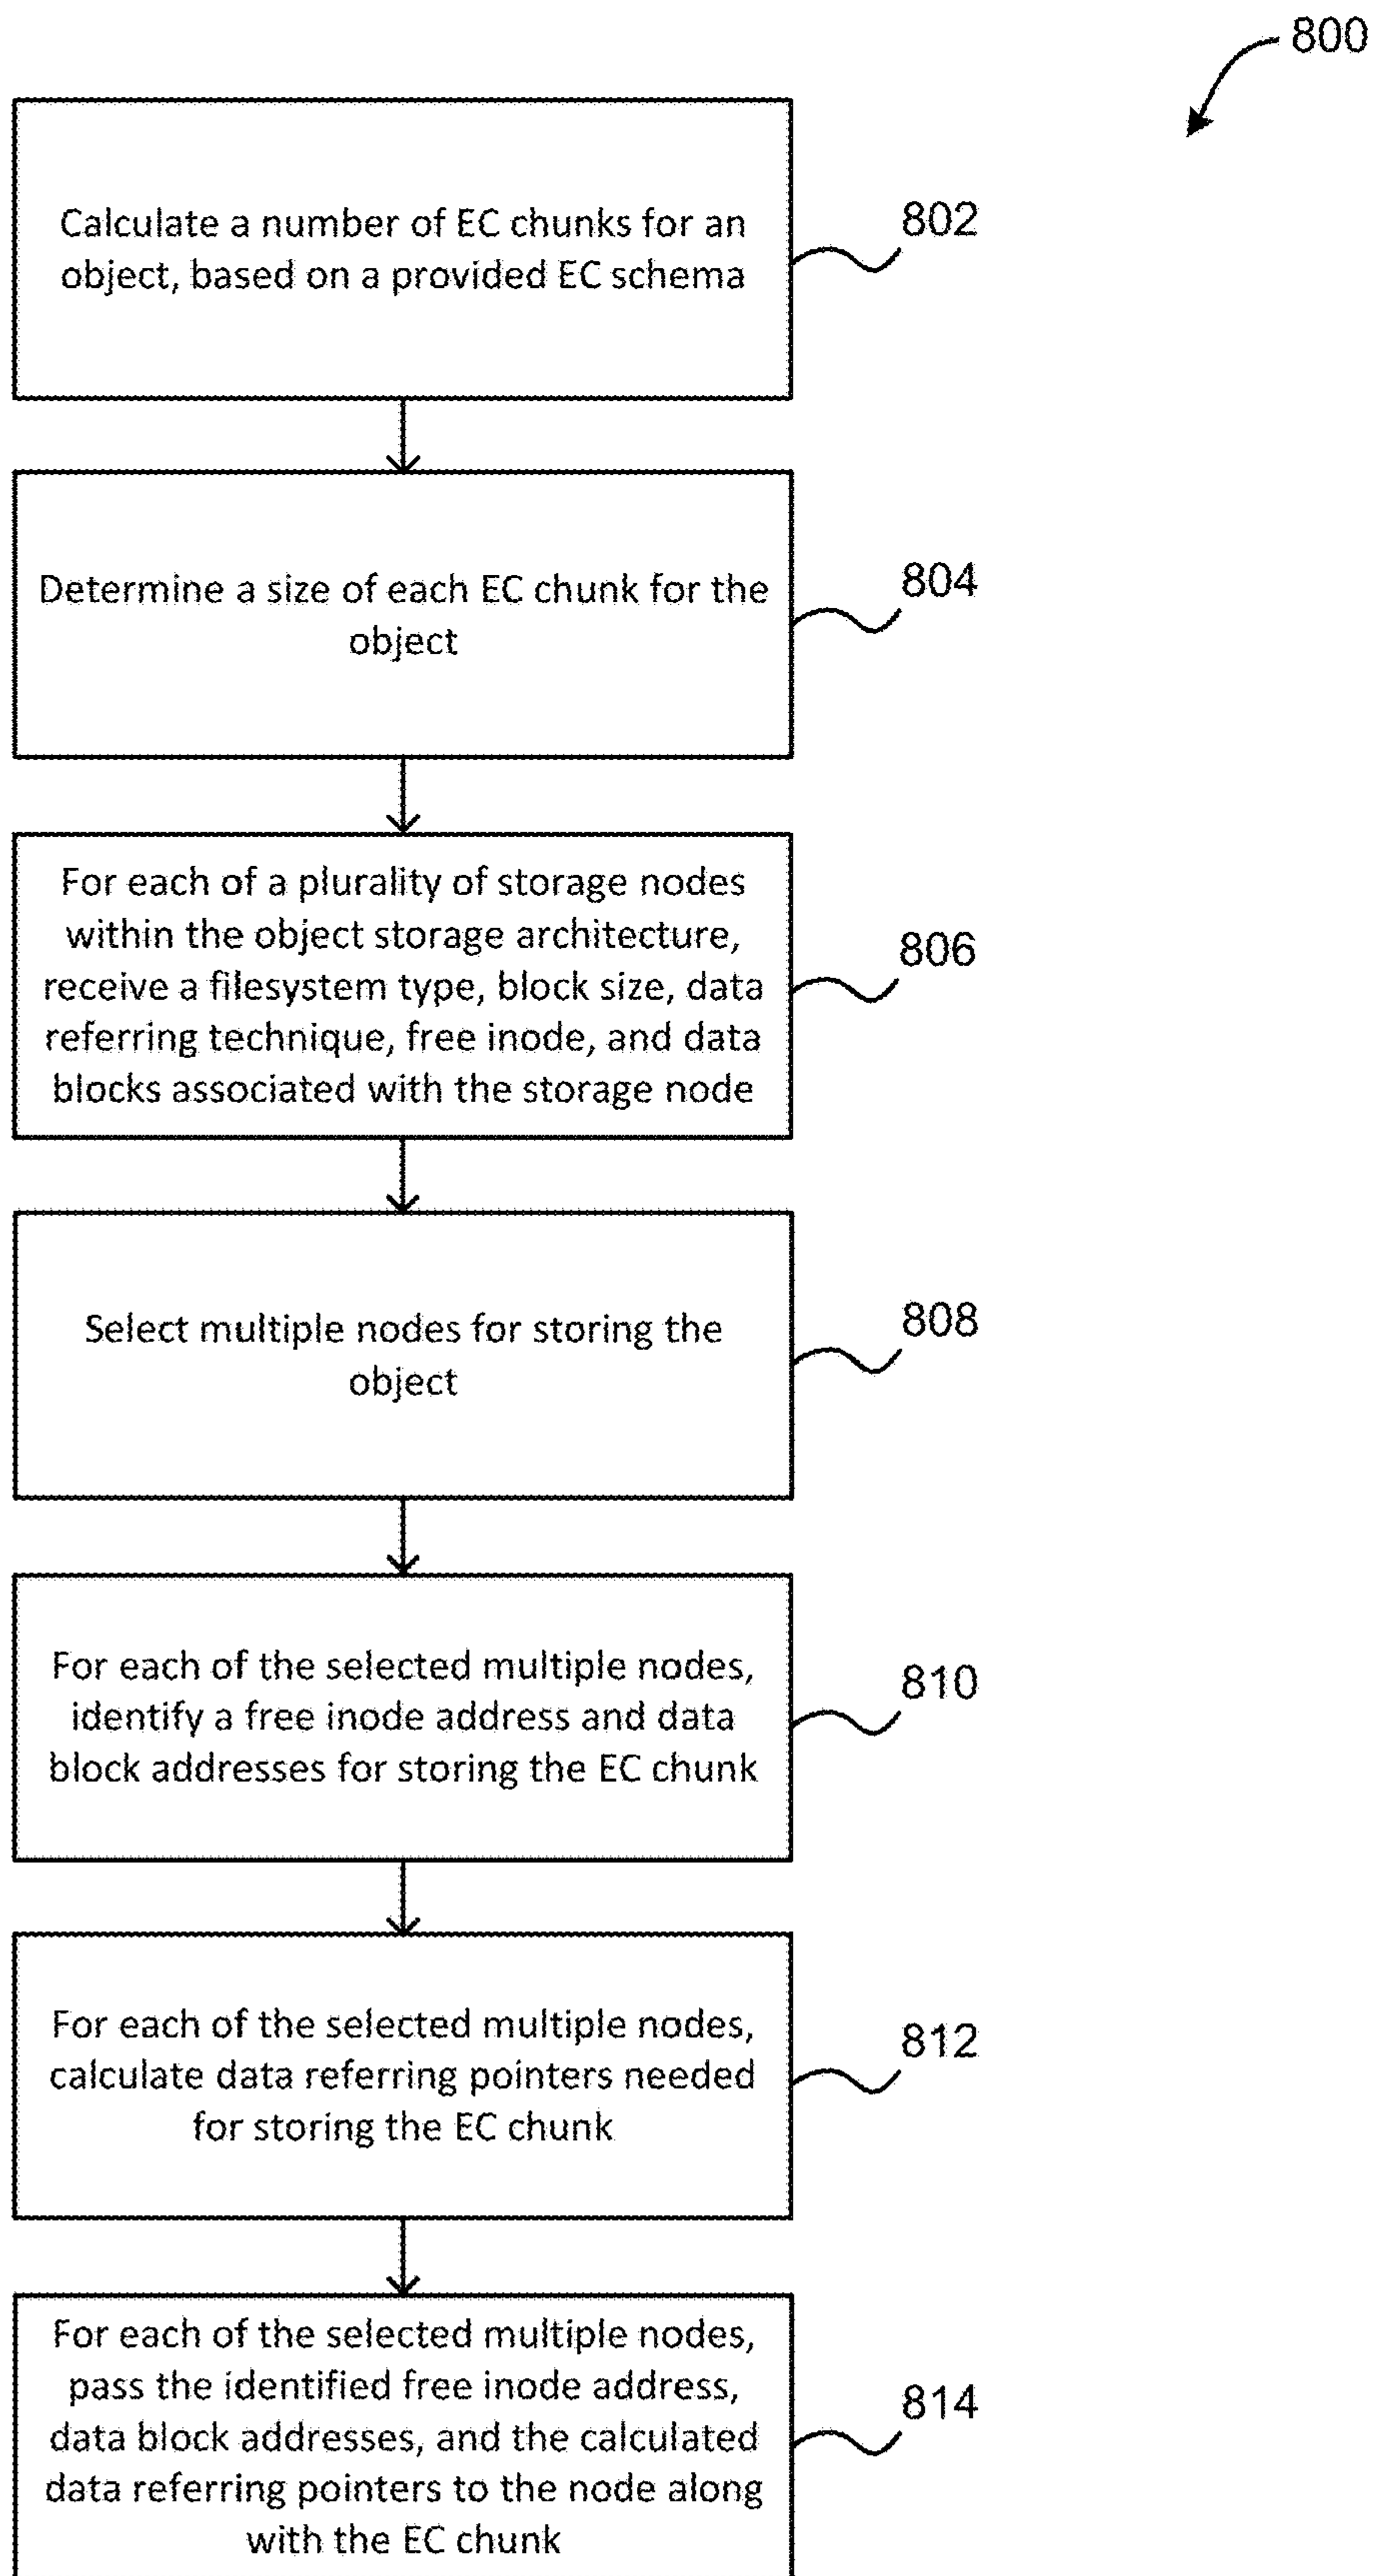 800
Calculate a number of EC chunks for an
object, based on a provided EC schema
802
Determine a size of each EC chunk for the
object
804
For each of a plurality of storage nodes
within the object storage architecture,
receive a filesystem type, block size, data
referring technique, free inode, and data
blocks associated with the storage node
806
Select multiple nodes for storing the
object
808
For each of the selected multiple nodes,
identify a free inode address and data
block addresses for storing the EC chunk
810
For each of the selected multiple nodes,
calculate data referring pointers needed
for storing the EC chunk
812
For each of the selected multiple nodes,
pass the identified free inode address,
data block addresses, and the calculated
data referring pointers to the node along
with the EC chunk
814